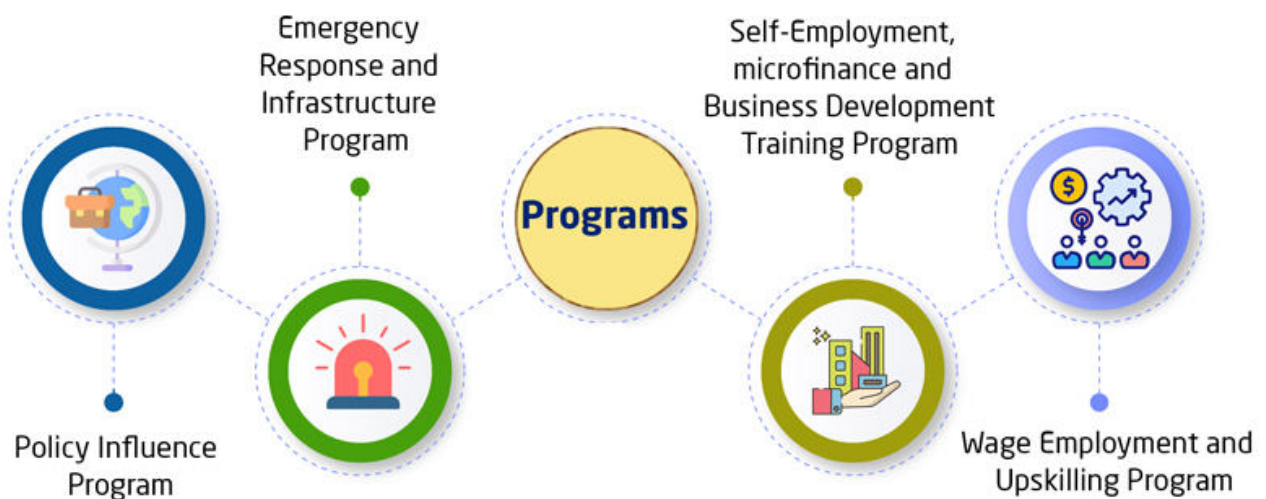 Emergency
Response and
Infrastructure
Program
Self-Employment,
microfinance and
Business Development
Training Program
Programs
Policy Influence
Program
Wage Employment and
Upskilling Program
$